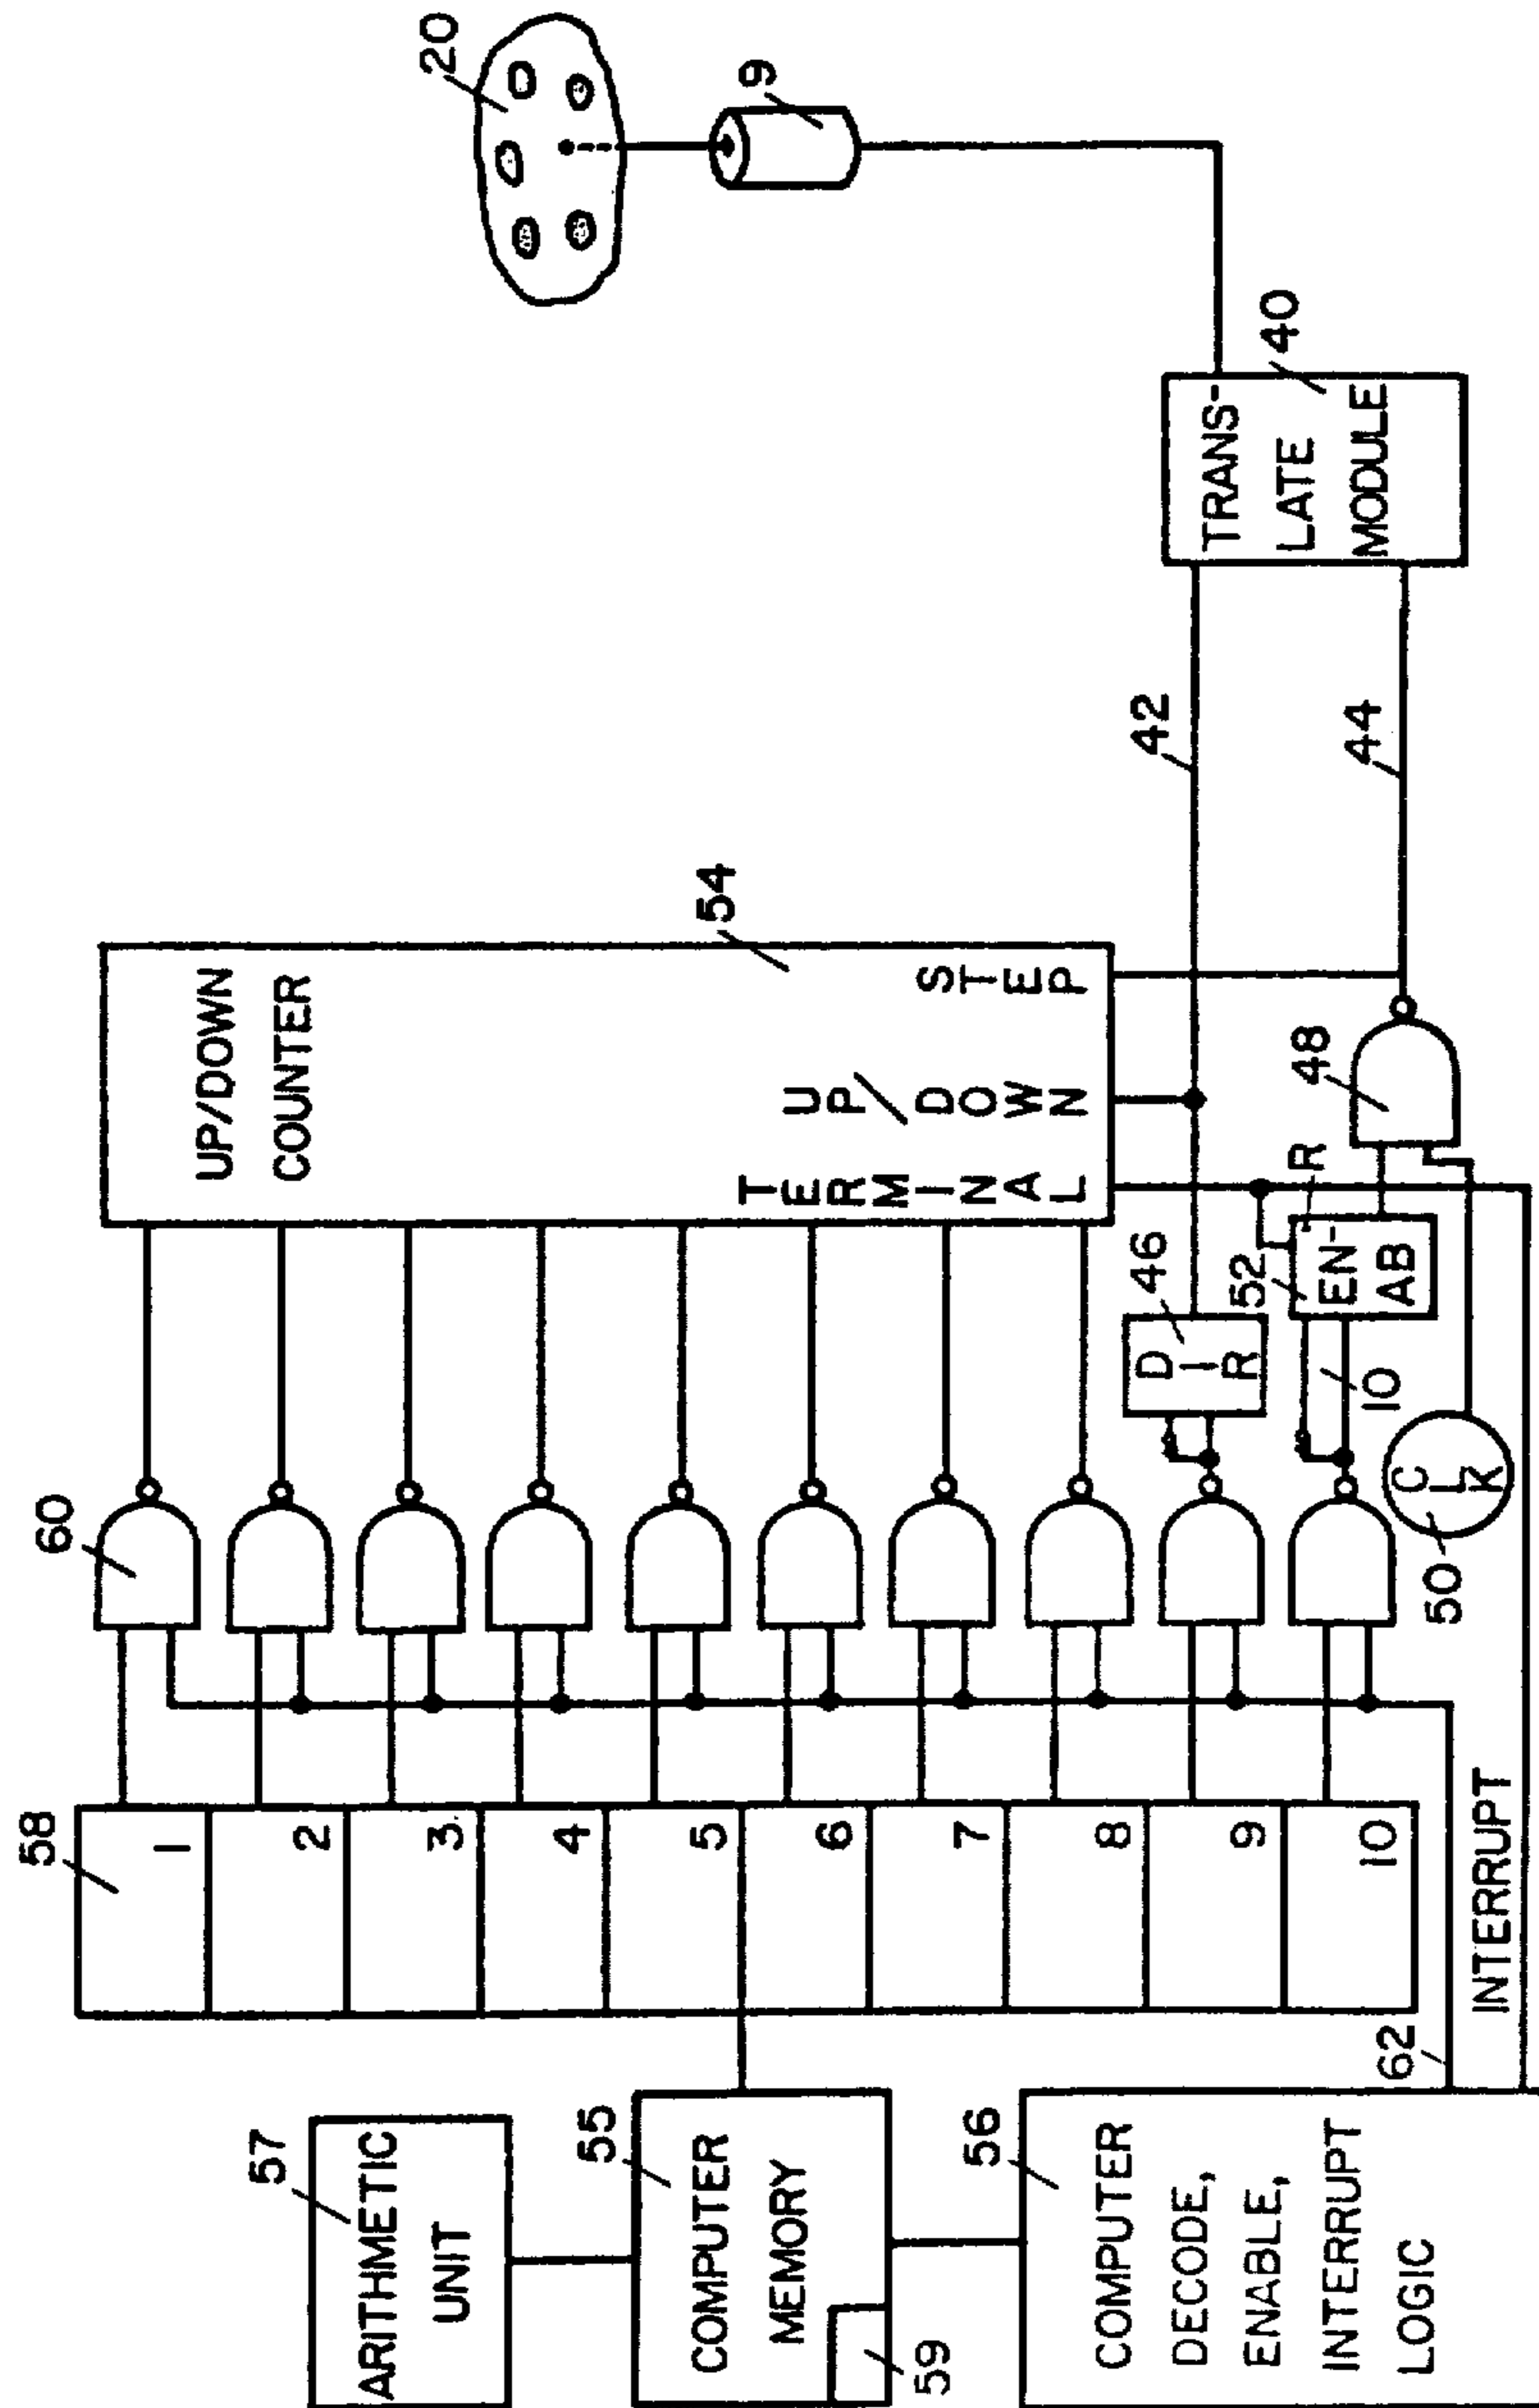 57
ARITHMETIC
UNIT
55
COMPUTER
MEMORY
59
56
COMPUTER
DECODE,
ENABLE,
INTERRUPT
LOGIC
58
1
2
3
4
5
6
7
8
9
10
62
INTERRUPT
60
UP/DOWN
COUNTER
54
TERMINAL
UP/DOWN
STEP
46
DIR
52
EN-
AB
R
10
CLK
50
48
42
44
TRANS-
LATE
MODULE
40
9
20